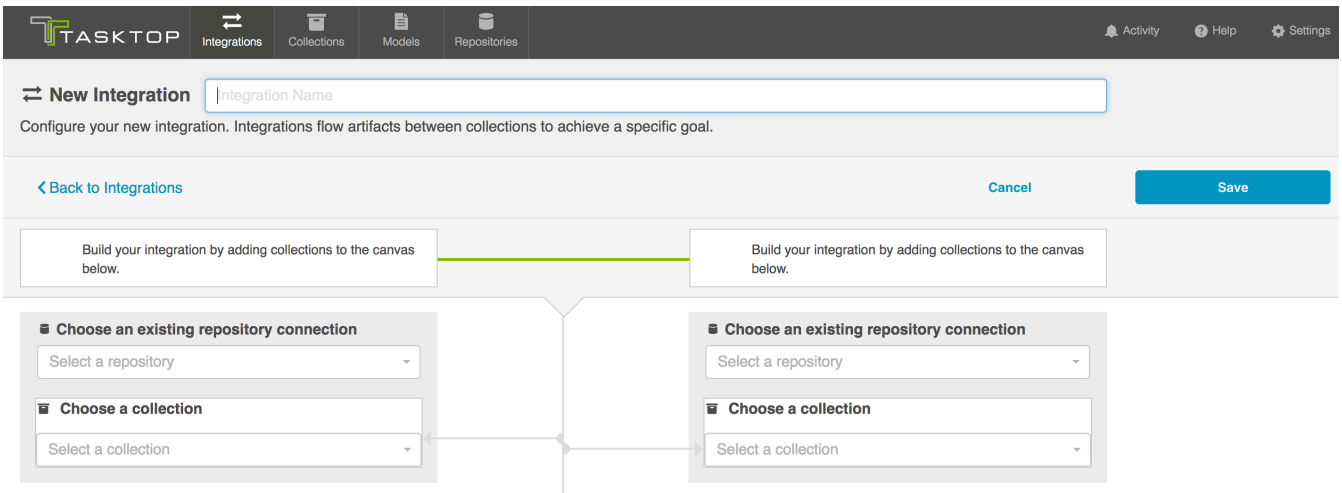 TASKTOP
Integrations
Collections
Models
Repositories
Activity
Help
Settings
New Integration
Integration Name
Configure your new integration. Integrations flow artifacts between collections to achieve a specific goal.
Back to Integrations
Cancel
Save
Build your integration by adding collections to the canvas
below.
Build your integration by adding collections to the canvas
below.
Choose an existing repository connection
Select a repository
Choose a collection
Select a collection
Choose an existing repository connection
Select a repository
Choose a collection
Select a collection